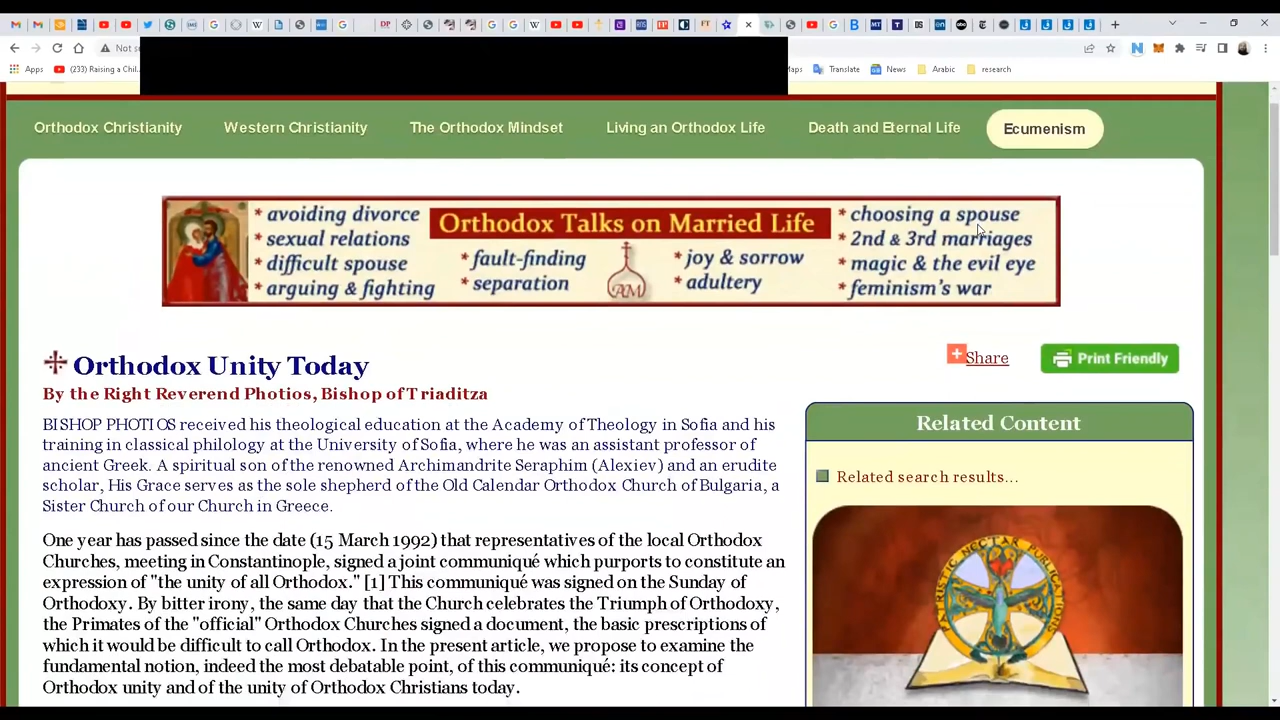 Not s
Apps
(233) Raising a Chil...
Maps
Translate
News
Arabic
research
Orthodox Christianity
Western Christianity
The Orthodox Mindset
Living an Orthodox Life
Death and Eternal Life
Ecumenism
* avoiding divorce
* sexual relations
* difficult spouse
* arguing & fighting
Orthodox Talks on Married Life
* fault-finding
* separation
* joy & sorrow
* adultery
* choosing a spouse
* 2nd & 3rd marriages
* magic & the evil eye
* feminism's war
Orthodox Unity Today
Share
Print Friendly
By the Right Reverend Photios, Bishop of Triaditza
BISHOP PHOTIOS received his theological education at the Academy of Theology in Sofia and his
training in classical philology at the University of Sofia, where he was an assistant professor of
ancient Greek. A spiritual son of the renowned Archimandrite Seraphim (Alexiev) and an erudite
scholar, His Grace serves as the sole shepherd of the Old Calendar Orthodox Church of Bulgaria, a
Sister Church of our Church in Greece.
One year has passed since the date (15 March 1992) that representatives of the local Orthodox
Churches, meeting in Constantinople, signed a joint communiqué which purports to constitute an
expression of "the unity of all Orthodox." [1] This communiqué was signed on the Sunday of
Orthodoxy. By bitter irony, the same day that the Church celebrates the Triumph of Orthodoxy,
the Primates of the "official" Orthodox Churches signed a document, the basic prescriptions of
which it would be difficult to call Orthodox. In the present article, we propose to examine the
fundamental notion, indeed the most debatable point, of this communiqué: its concept of
Orthodox unity and of the unity of Orthodox Christians today.
Related Content
Related search results...
PATRISTIC NECTAR PUBLICATIONS